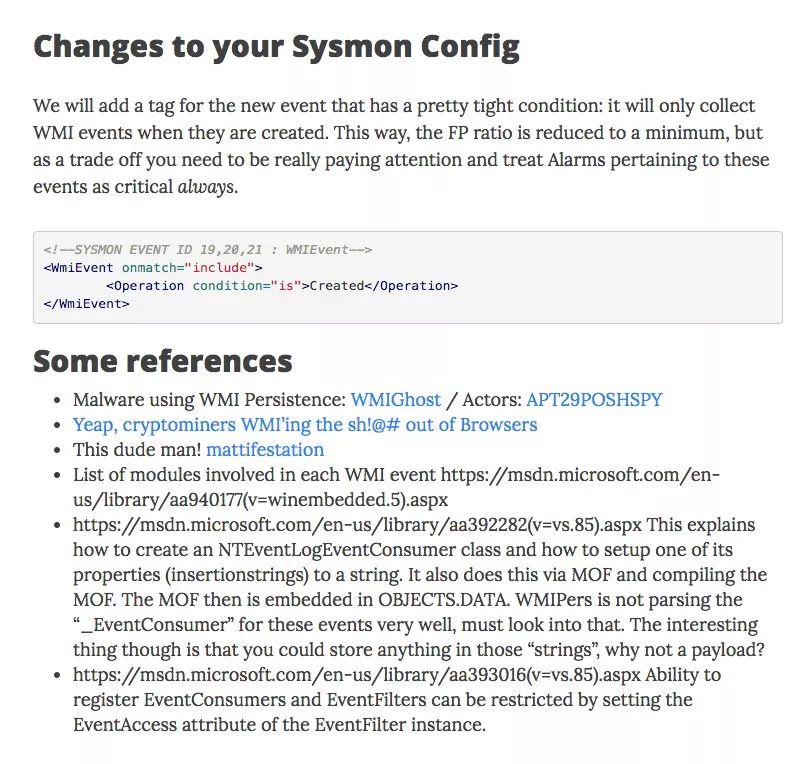 Changes to your Sysmon Config
We will add a tag for the new event that has a pretty tight condition: it will only collect
WMI events when they are created. This way, the FP ratio is reduced to a minimum, but
as a trade off you need to be really paying attention and treat Alarms pertaining to these
events as critical always.
<!--SYSMON EVENT ID 19,20,21 : WMIEvent-->
<WmiEvent onmatch="include">
        <Operation condition="is">Created</Operation>
</WmiEvent>
Some references
• Malware using WMI Persistence: WMIGhost / Actors: APT29POSHSPY
• Yeap, cryptominers WMI’ing the sh!@# out of Browsers
• This dude man! mattifestation
• List of modules involved in each WMI event https://msdn.microsoft.com/en-
us/library/aa940177(v=winembedded.5).aspx
• https://msdn.microsoft.com/en-us/library/aa392282(v=vs.85).aspx This explains
how to create an NTEventLogEventConsumer class and how to setup one of its
properties (insertionstrings) to a string. It also does this via MOF and compiling the
MOF. The MOF then is embedded in OBJECTS.DATA. WMIPers is not parsing the
“_EventConsumer” for these events very well, must look into that. The interesting
thing though is that you could store anything in those “strings”, why not a payload?
• https://msdn.microsoft.com/en-us/library/aa393016(v=vs.85).aspx Ability to
register EventConsumers and EventFilters can be restricted by setting the
EventAccess attribute of the EventFilter instance.